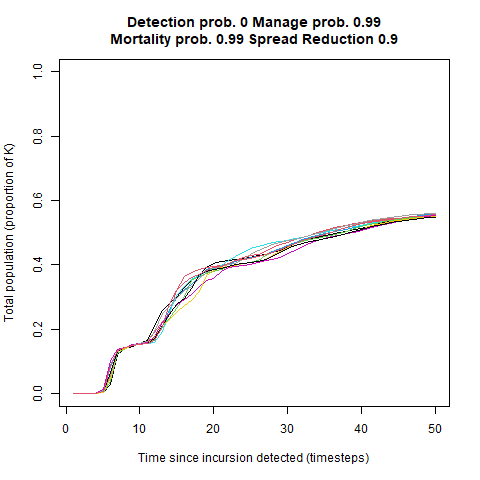 Detection prob. 0 Manage prob. 0.99
Mortality prob. 0.99 Spread Reduction 0.9
Total population (proportion of K)
1.0
0.8
0.6
0.4
0.2
0.0
0 10 20 30 40 50
Time since incursion detected (timesteps)